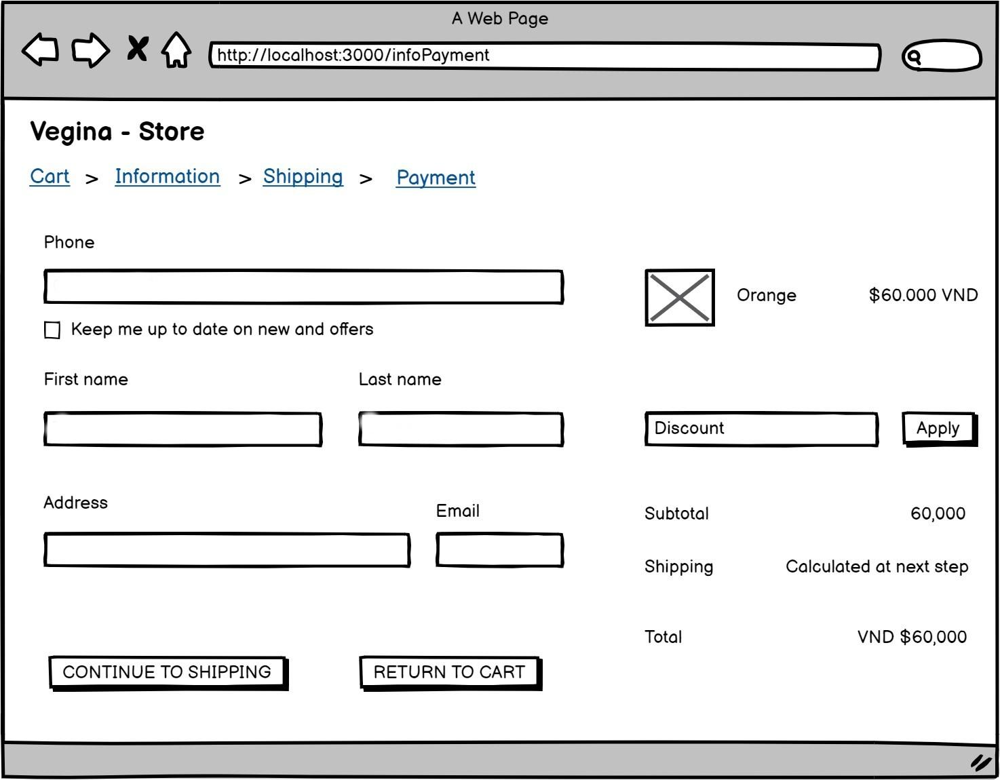 A Web Page
http://localhost:3000/infoPayment
Vegina - Store
Cart > Information > Shipping > Payment
Phone
Keep me up to date on new and offers
First name Last name
Address Email
CONTINUE TO SHIPPING RETURN TO CART
Orange $60.000 VND
Discount Apply
Subtotal 60,000
Shipping Calculated at next step
Total VND $60,000